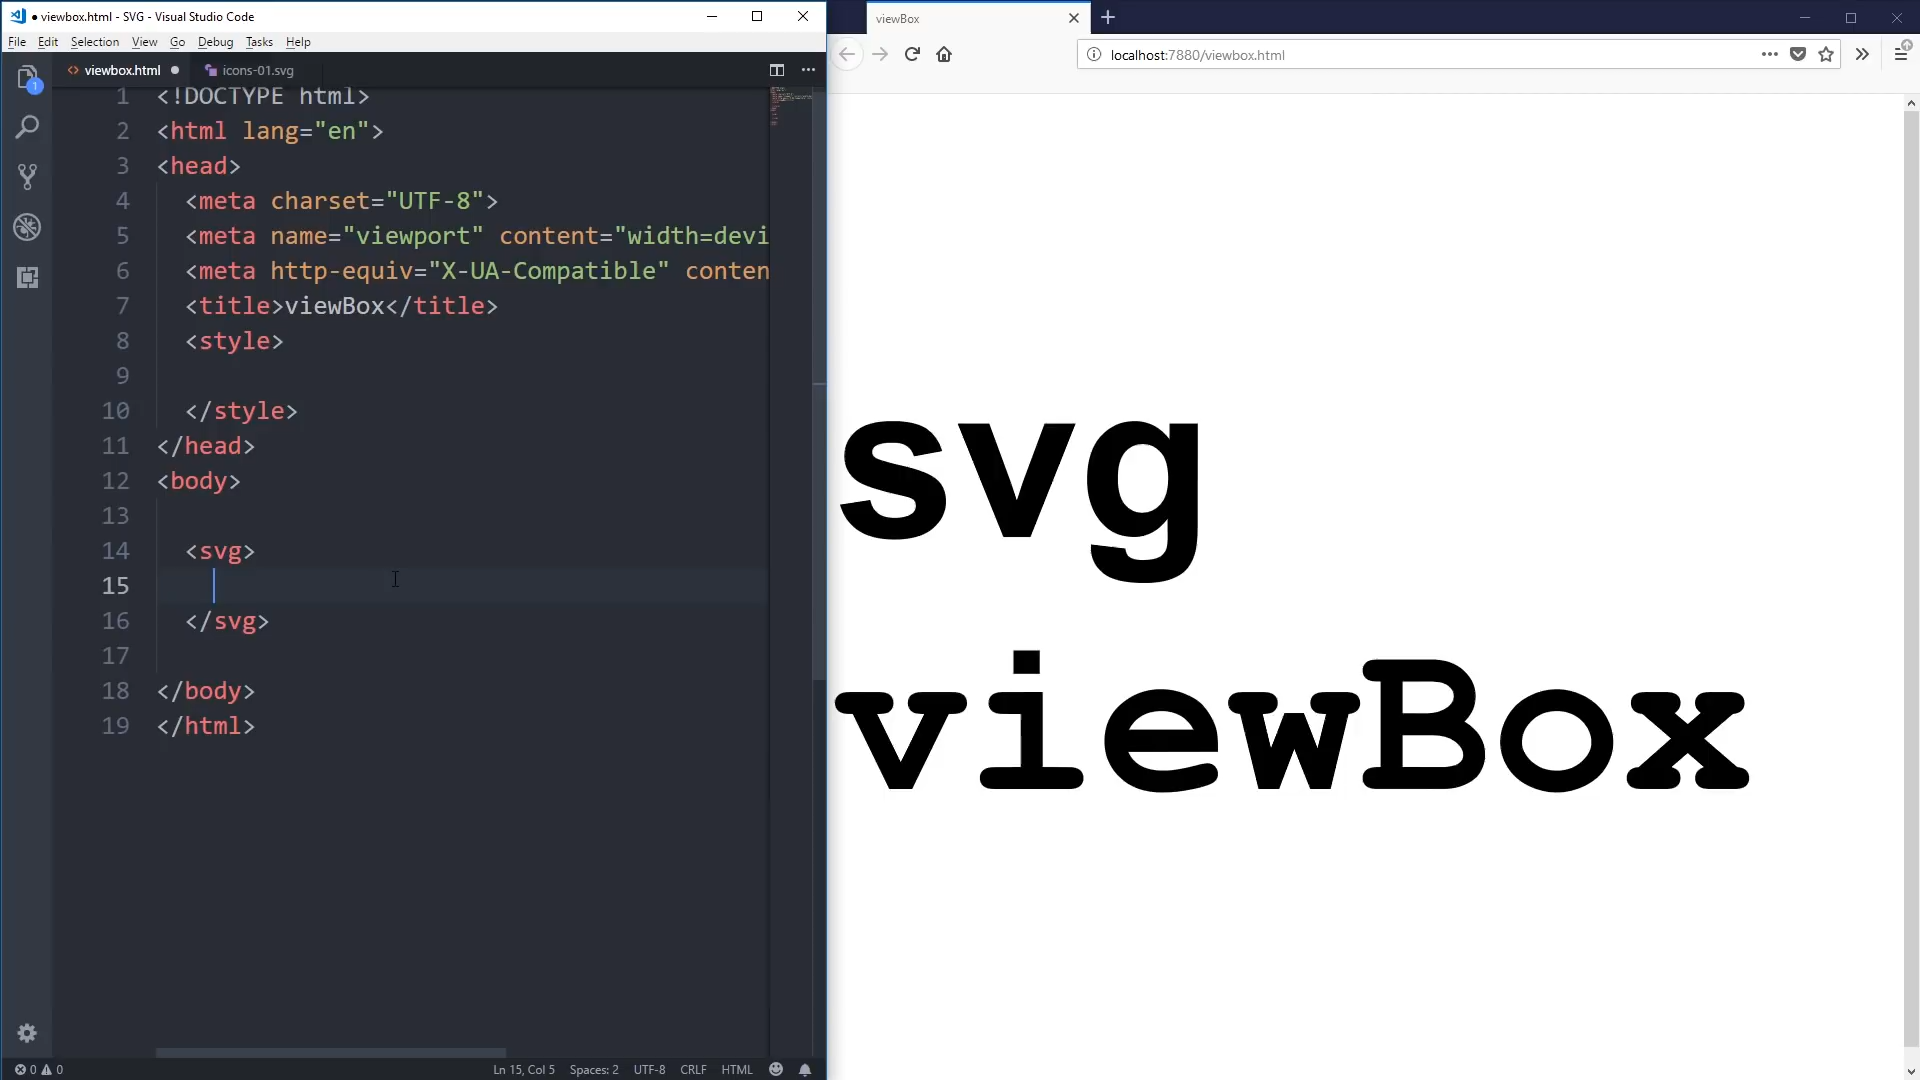 viewbox.html - SVG - Visual Studio Code
File Edit Selection View Go Debug Tasks Help
viewbox.html icons-01.svg
1
1 <!DOCTYPE html>
2 <html lang="en">
3 <head>
4 <meta charset="UTF-8">
5 <meta name="viewport" content="width=devi
6 <meta http-equiv="X-UA-Compatible" conten
7 <title>viewBox</title>
8 <style>
9
10 </style>
11 </head>
12 <body>
13
14 <svg>
15
16 </svg>
17
18 </body>
19 </html>
0 0 Ln 15, Col 5 Spaces: 2 UTF-8 CRLF HTML
viewBox
localhost:7880/viewbox.html
svg
viewBox